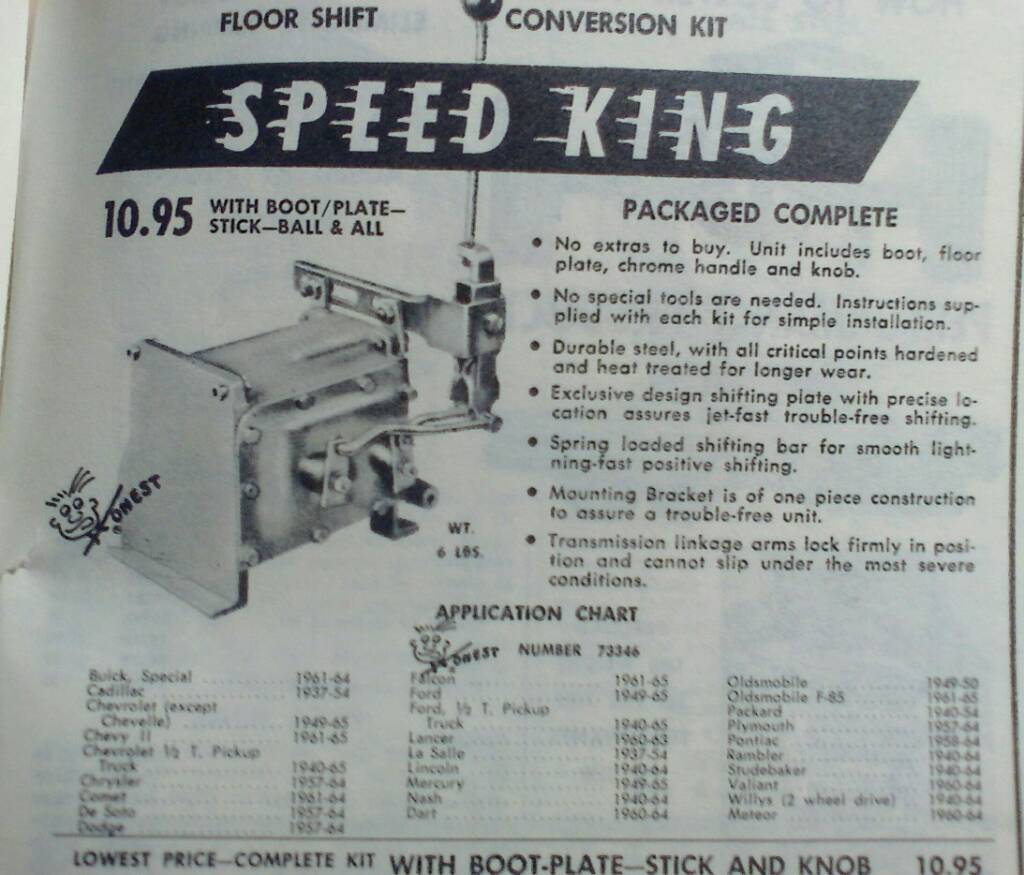 FLOOR SHIFT CONVERSION KIT
SPEED KING
10.95 WITH BOOT/PLATE—
STICK—BALL & ALL
PACKAGED COMPLETE
• No extras to buy. Unit includes boot, floor
plate, chrome handle and knob.
• No special tools are needed. Instructions sup-
plied with each kit for simple installation.
• Durable steel, with all critical points hardened
and heat treated for longer wear.
• Exclusive design shifting plate with precise lo-
cation assures jet-fast trouble-free shifting.
• Spring loaded shifting bar for smooth light-
ning-fast positive shifting.
• Mounting Bracket is of one piece construction
to assure a trouble-free unit.
• Transmission linkage arms lock firmly in posi-
tion and cannot slip under the most severe
conditions.
HONEST
WT.
6 LBS.
APPLICATION CHART
HONEST NUMBER 73346
Buick, Special 1961-64
Cadillac 1937-54
Chevrolet (except
Chevelle) 1949-65
Chevy II 1961-65
Chevrolet ½ T. Pickup
Truck 1940-65
Chrysler 1957-64
Comet 1961-64
De Soto 1957-64
Dodge 1957-64
Falcon 1961-65
Ford 1949-65
Ford, ½ T. Pickup
Truck 1940-65
Lancer 1960-63
La Salle 1937-54
Lincoln 1940-64
Mercury 1949-65
Nash 1940-64
Dart 1960-64
Oldsmobile 1949-50
Oldsmobile F-85 1961-65
Packard 1940-54
Plymouth 1957-64
Pontiac 1958-64
Rambler 1940-64
Studebaker 1940-64
Valiant 1960-64
Willys (2 wheel drive) 1940-64
Meteor 1960-64
LOWEST PRICE—COMPLETE KIT WITH BOOT-PLATE—STICK AND KNOB 10.95